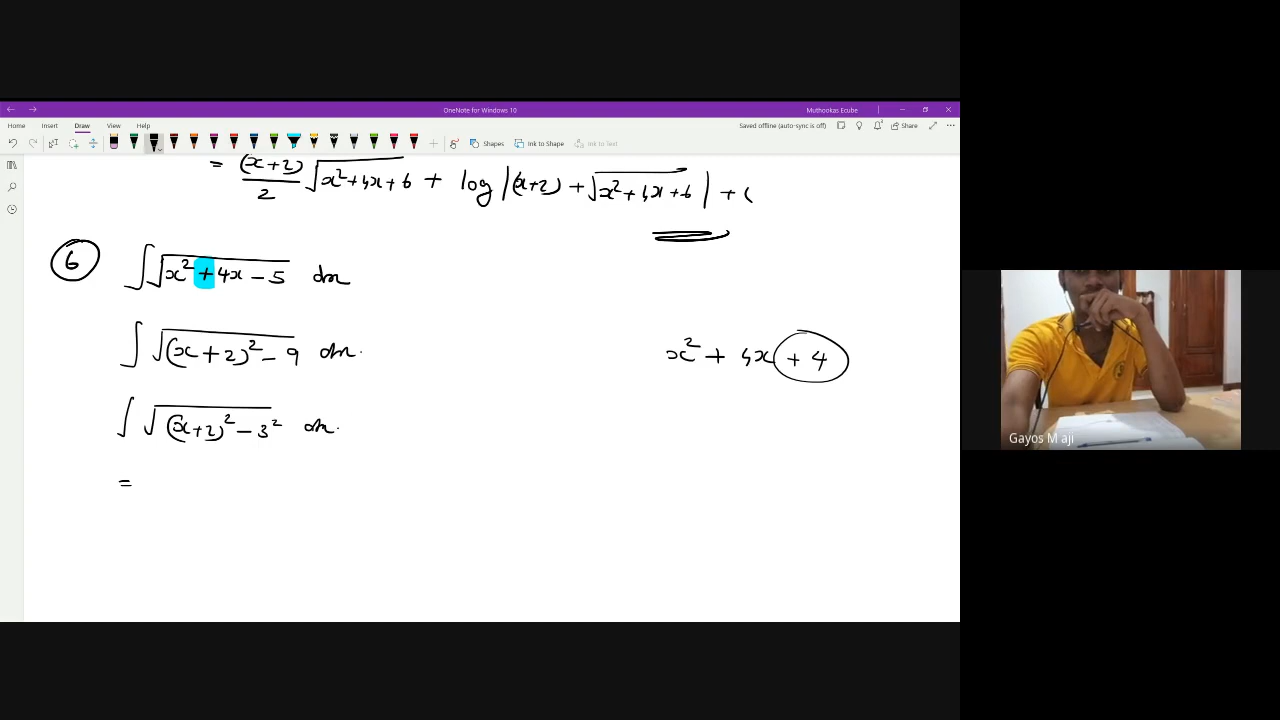 OneNote for Windows 10
Muthookas Ecube
Home Insert Draw View Help
Saved offline (auto-sync is off)
Share
Shapes
Ink to Shape
Ink to Text
= (x+2)/2 √(x²+4x+6) + log |(x+2) + √(x²+4x+6)| + C
6 ∫ √(x² + 4x − 5) dx
∫ √((x+2)² − 9) dx.
x² + 4x + 4
∫ √((x+2)² − 3²) dx.
=
Gayos M aji